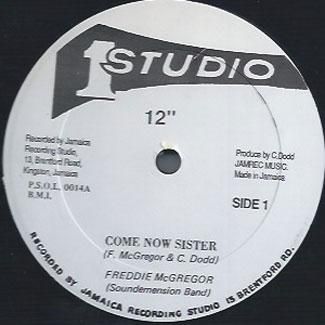 1 STUDIO
12"
Recorded by Jamaica
Recording Studio,
13, Brentford Road,
Kingston, Jamaica
P.S.O.L. 0014A
B.M.I.
Produce by C.Dodd
JAMREC MUSIC.
Made in Jamaica
SIDE 1
COME NOW SISTER
(F. McGregor & C. Dodd)
FREDDIE McGREGOR
(Soundemension Band)
RECORDED BY JAMAICA RECORDING STUDIO IS BRENTFORD RD.